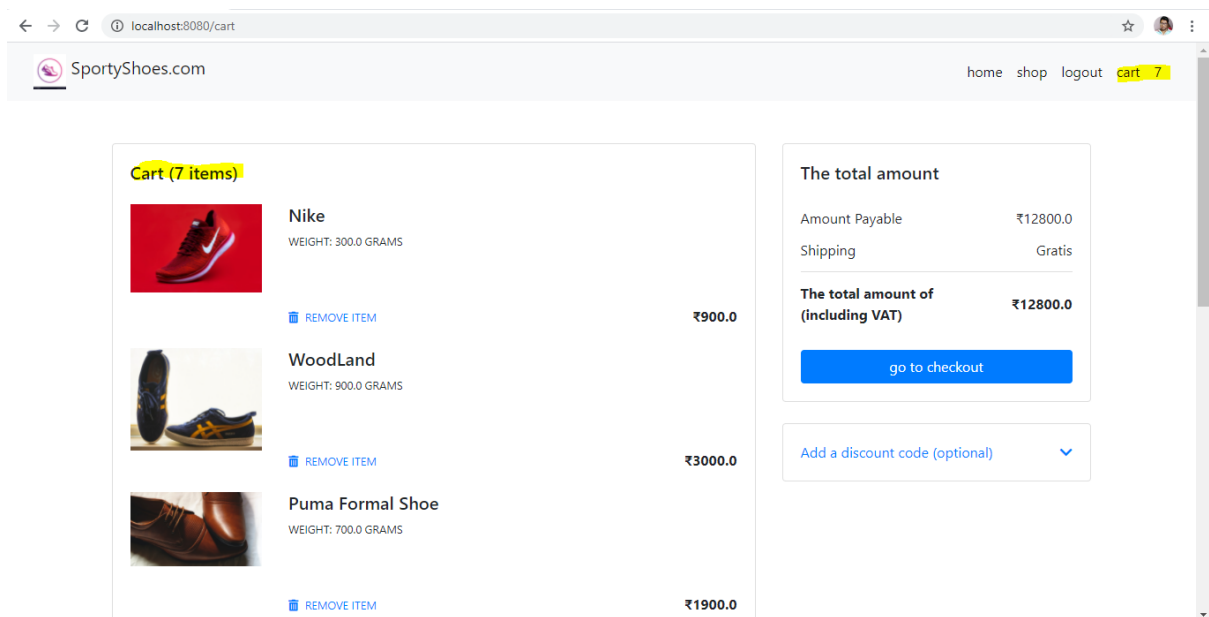 localhost:8080/cart
SportyShoes.com
home shop logout cart 7
Cart (7 items)
Nike
WEIGHT: 300.0 GRAMS
REMOVE ITEM ₹900.0
WoodLand
WEIGHT: 900.0 GRAMS
REMOVE ITEM ₹3000.0
Puma Formal Shoe
WEIGHT: 700.0 GRAMS
REMOVE ITEM ₹1900.0
The total amount
Amount Payable ₹12800.0
Shipping Gratis
The total amount of
(including VAT) ₹12800.0
go to checkout
Add a discount code (optional)